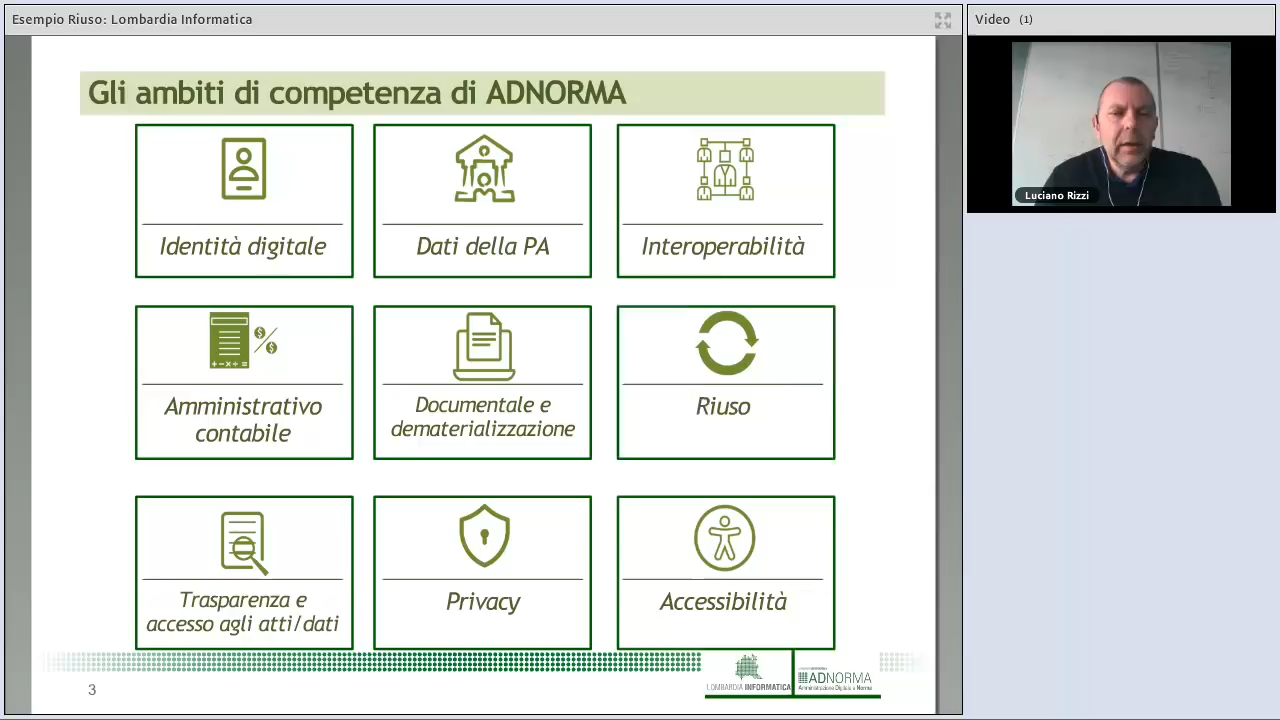 Esempio Riuso: Lombardia Informatica
Video (1)
Gli ambiti di competenza di ADNORMA
Luciano Rizzi
Identità digitale
Dati della PA
Interoperabilità
Amministrativo
contabile
Documentale e
dematerializzazione
Riuso
Trasparenza e
accesso agli atti/dati
Privacy
Accessibilità
3
LOMBARDIA INFORMATICA
ADNORMA
Amministrazione Digitale a Norma